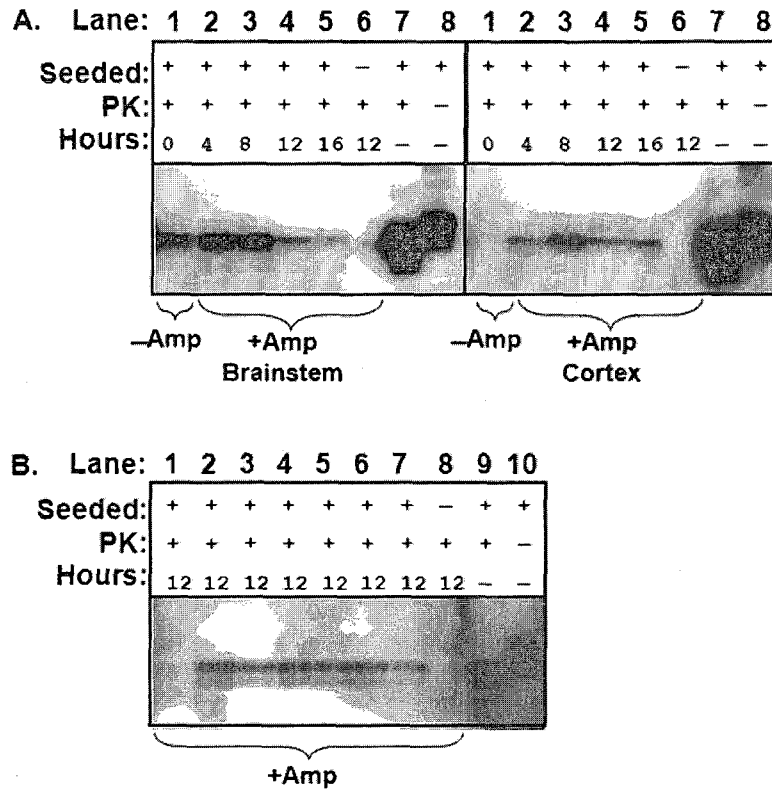 A. Lane: 1 2 3 4 5 6 7 8 1 2 3 4 5 6 7 8
Seeded: + + + + + – + + + + + + + – + +
PK: + + + + + + + – + + + + + + + –
Hours: 0 4 8 12 16 12 – – 0 4 8 12 16 12 – –
–Amp +Amp –Amp +Amp
Brainstem Cortex
B. Lane: 1 2 3 4 5 6 7 8 9 10
Seeded: + + + + + + + – + +
PK: + + + + + + + + + –
Hours: 12 12 12 12 12 12 12 12 – –
+Amp